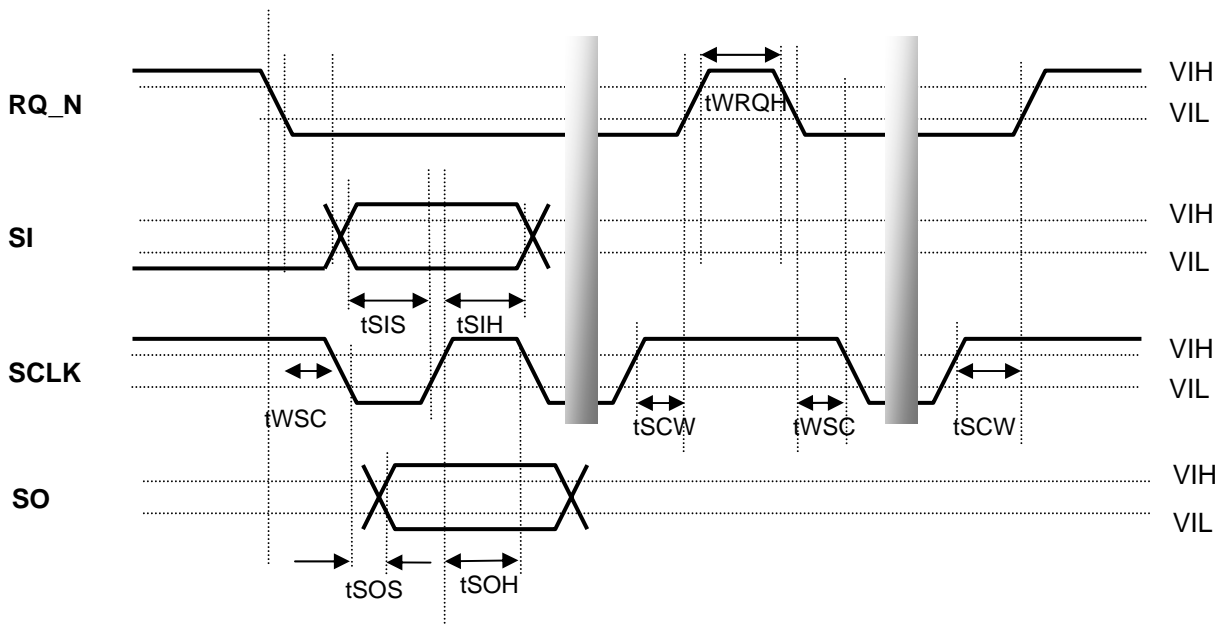 VIH
tWRQH
RQ_N
VIL
VIH
SI
VIL
tSIS tSIH
VIH
SCLK
VIL
tWSC tSCW tWSC tSCW
VIH
SO
VIL
tSOS tSOH